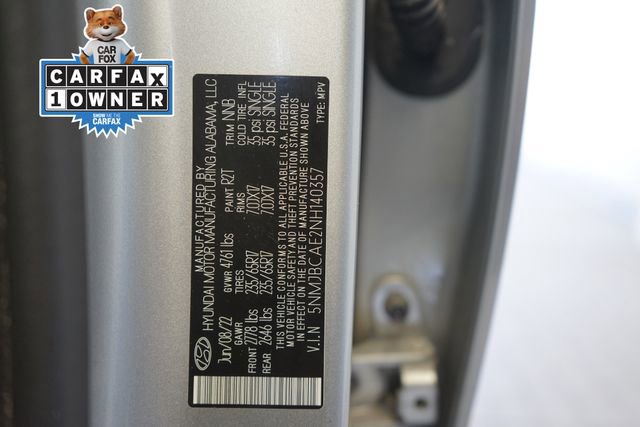 CAR
FOX
CARFAX
1 OWNER
SHOW ME THE
CARFAX
MANUFACTURED BY
HYUNDAI MOTOR MANUFACTURING ALABAMA, LLC
Jun/08/22 GVWR 4761 lbs PAINT R2T TRIM NNB
GAWR TIRES RIMS COLD TIRE INFL
FRONT 2778 lbs 235/65R17 7.0JX17 35 psi SINGLE
REAR 2646 lbs 235/65R17 7.0JX17 35 psi SINGLE
THIS VEHICLE CONFORMS TO ALL APPLICABLE U.S.A. FEDERAL
MOTOR VEHICLE SAFETY AND THEFT PREVENTION STANDARDS
IN EFFECT ON THE DATE OF MANUFACTURE SHOWN ABOVE
V.I.N 5NMJBCAE2NH140357 TYPE: MPV